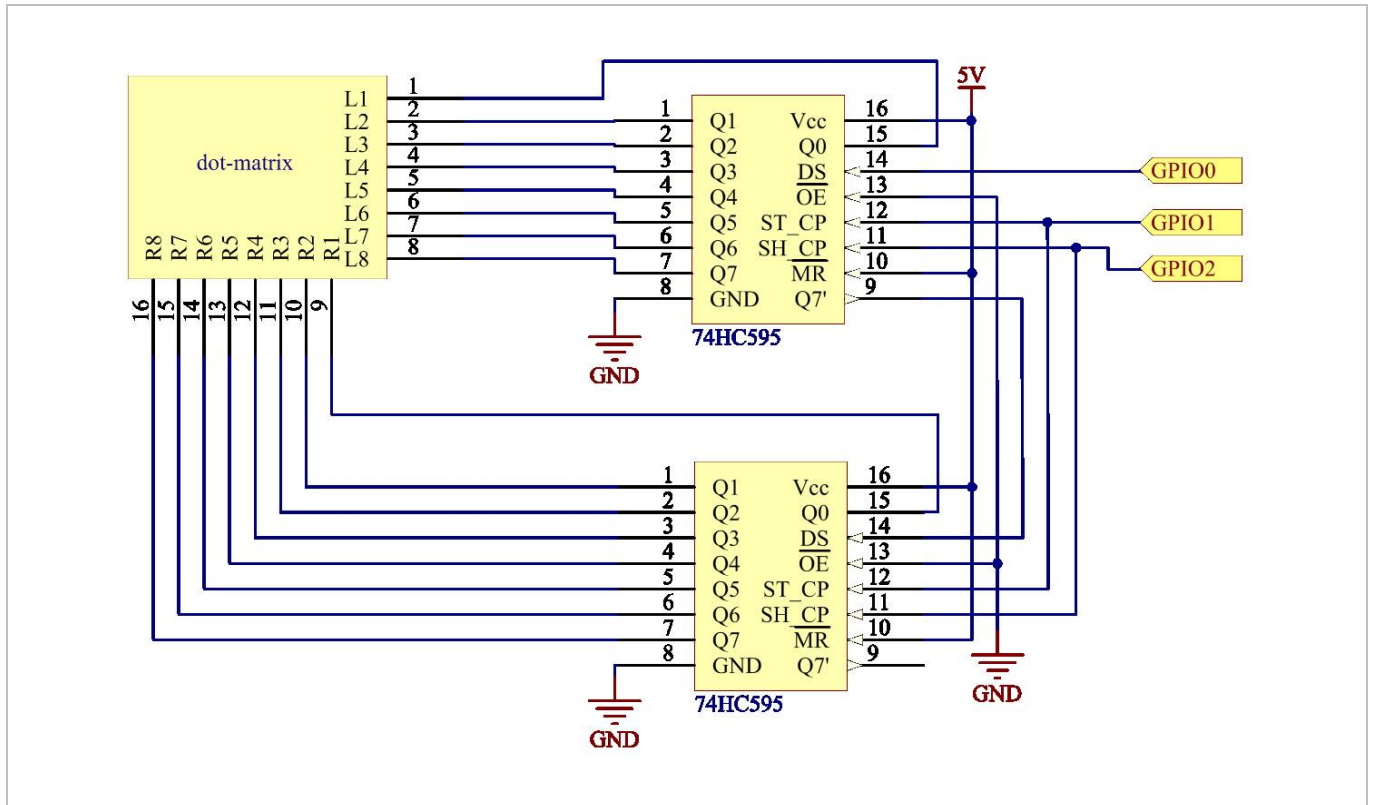 5V
dot-matrix
L1 1
L2 2
L3 3
L4 4
L5 5
L6 6
L7 7
L8 8
R8 R7 R6 R5 R4 R3 R2 R1
16 15 14 13 12 11 10 9
1 Q1 Vcc 16
2 Q2 Q0 15
3 Q3 DS 14
4 Q4 OE 13
5 Q5 ST_CP 12
6 Q6 SH_CP 11
7 Q7 MR 10
8 GND Q7' 9
74HC595
GND
GPIO0
GPIO1
GPIO2
1 Q1 Vcc 16
2 Q2 Q0 15
3 Q3 DS 14
4 Q4 OE 13
5 Q5 ST_CP 12
6 Q6 SH_CP 11
7 Q7 MR 10
8 GND Q7' 9
74HC595
GND
GND